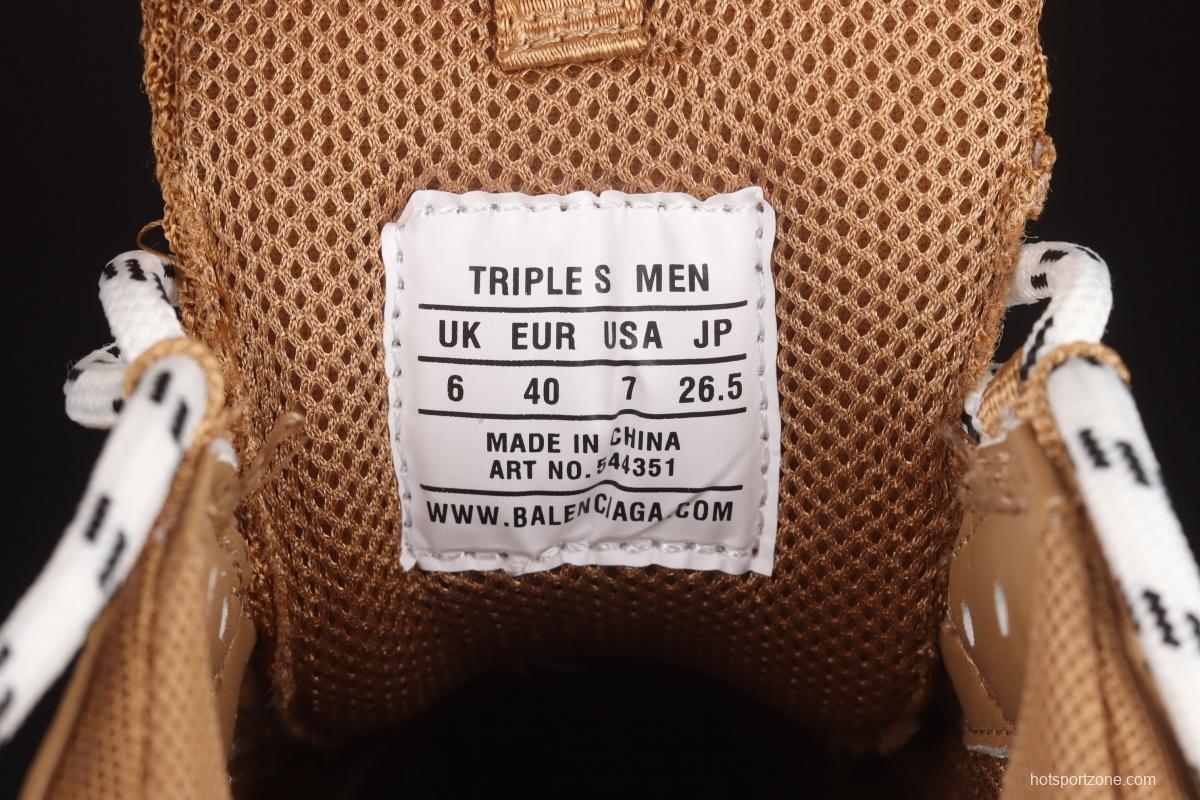 TRIPLE S MEN
UK EUR USA JP
6 40 7 26.5
MADE IN CHINA
ART NO. 544351
WWW.BALENCIAGA.COM
hotsportzone.com